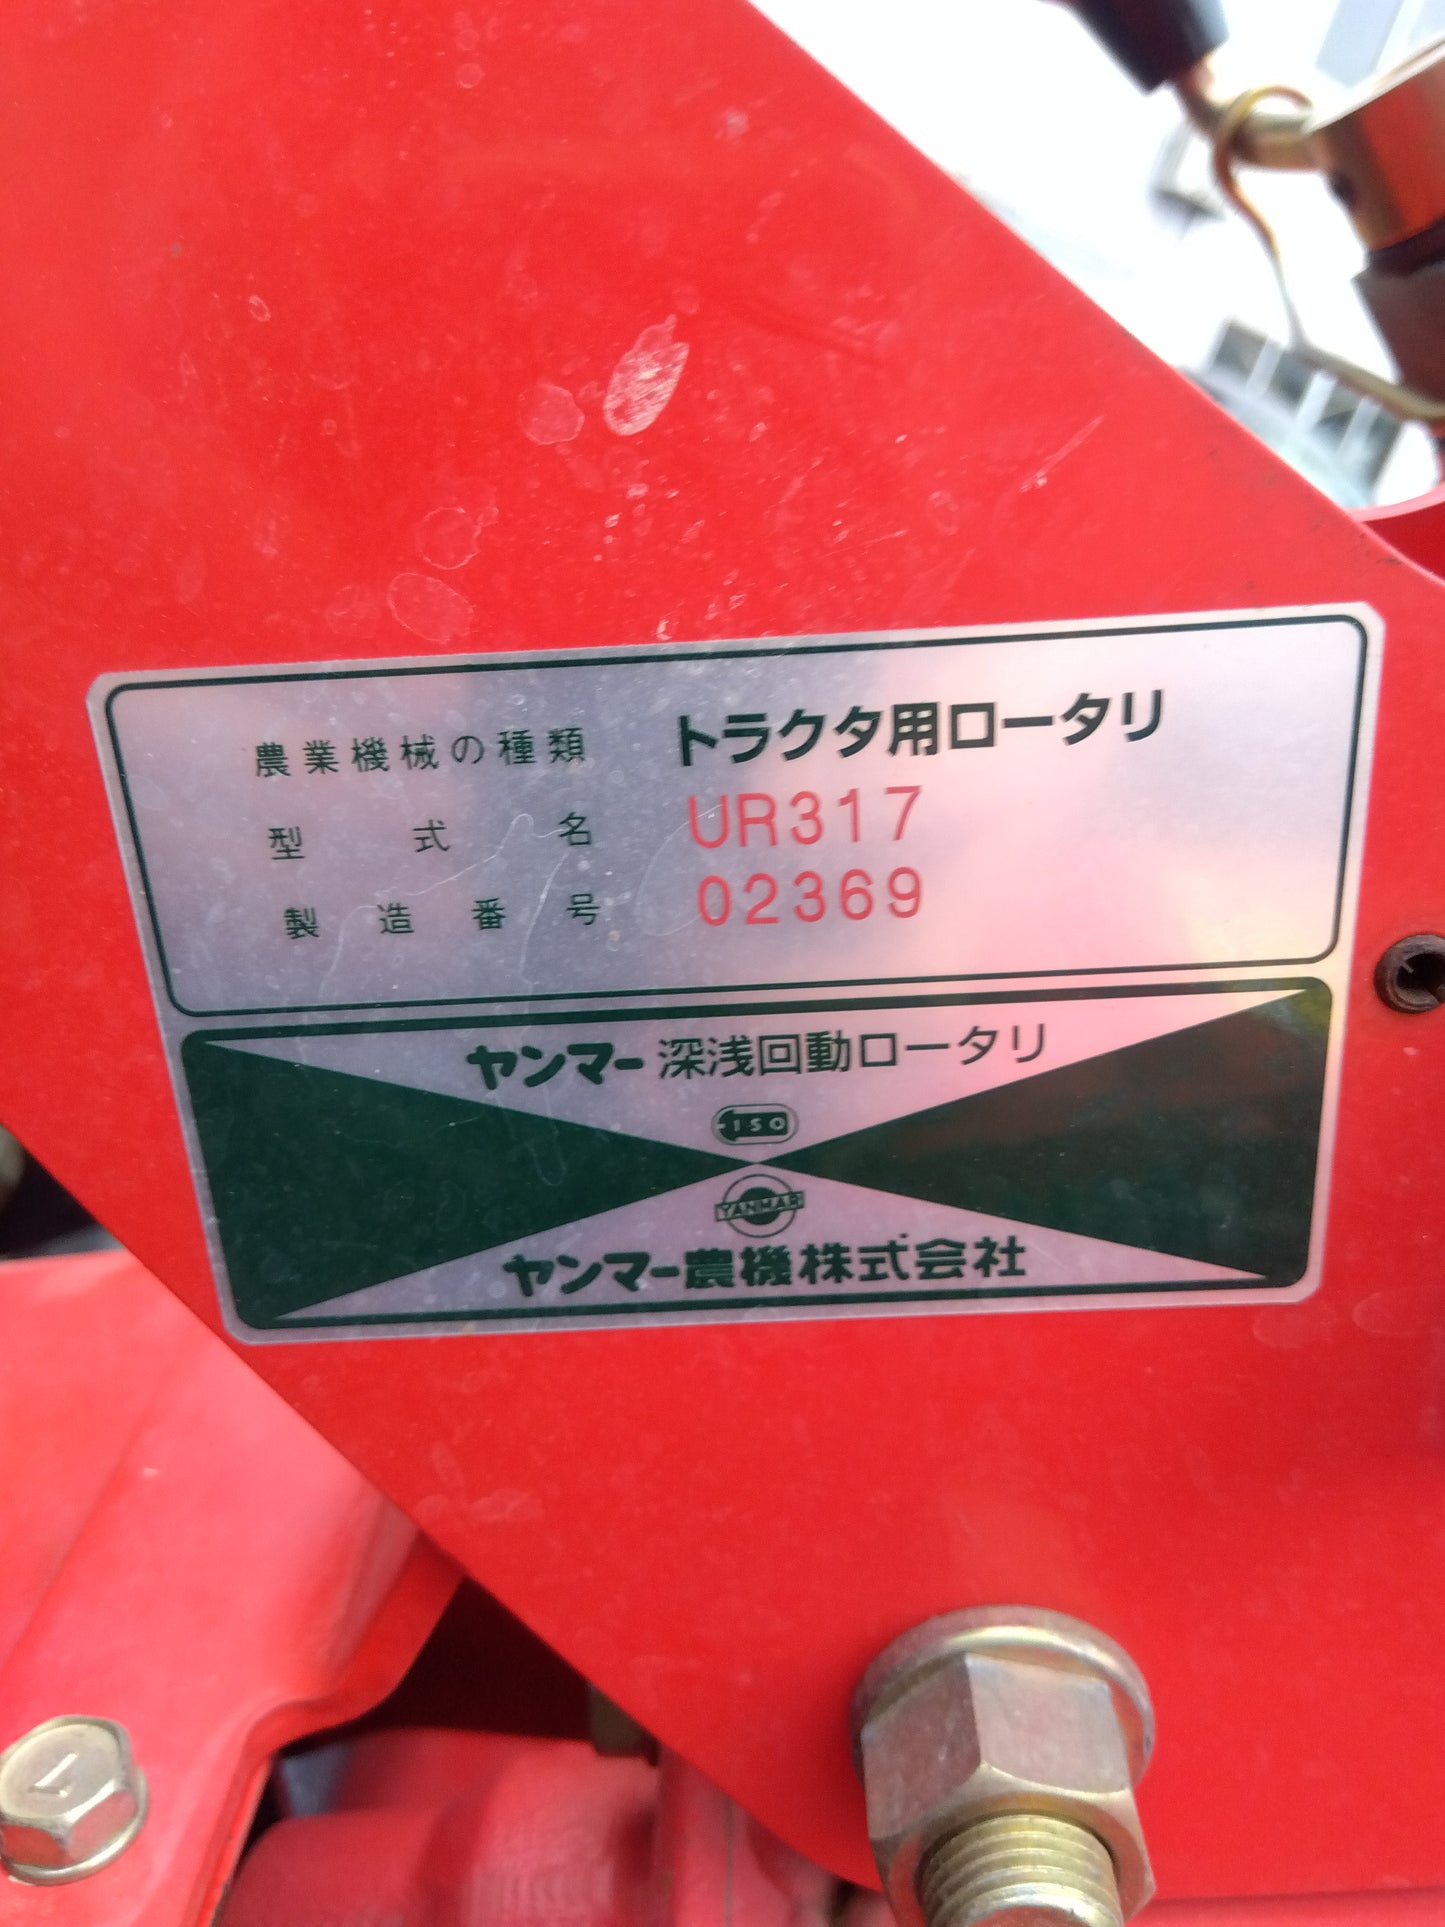 農業機械の種類 トラクタ用ロータリ
型式名 UR317
製造番号 02369
ヤンマー深浅回動ロータリ
ISO
YANMAR
ヤンマー農機株式会社